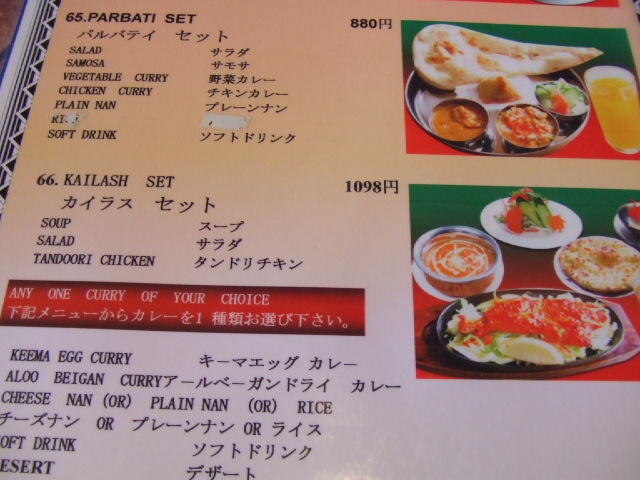 65.PARBATI SET 880円
パルバテイ セット
SALAD サラダ
SAMOSA サモサ
VEGETABLE CURRY 野菜カレー
CHICKEN CURRY チキンカレー
PLAIN NAN プレーンナン
SOFT DRINK ソフトドリンク
66. KAILASH SET 1098円
カイラス セット
SOUP スープ
SALAD サラダ
TANDOORI CHICKEN タンドリチキン
ANY ONE CURRY OF YOUR CHOICE
下記メニューからカレーを1 種類お選び下さい。
KEEMA EGG CURRY キーマエッグ カレー
ALOO BEIGAN CURRYアールベーガンドライ カレー
CHEESE NAN (OR) PLAIN NAN (OR) RICE
チーズナン OR プレーンナン OR ライス
OFT DRINK ソフトドリンク
ESERT デザート